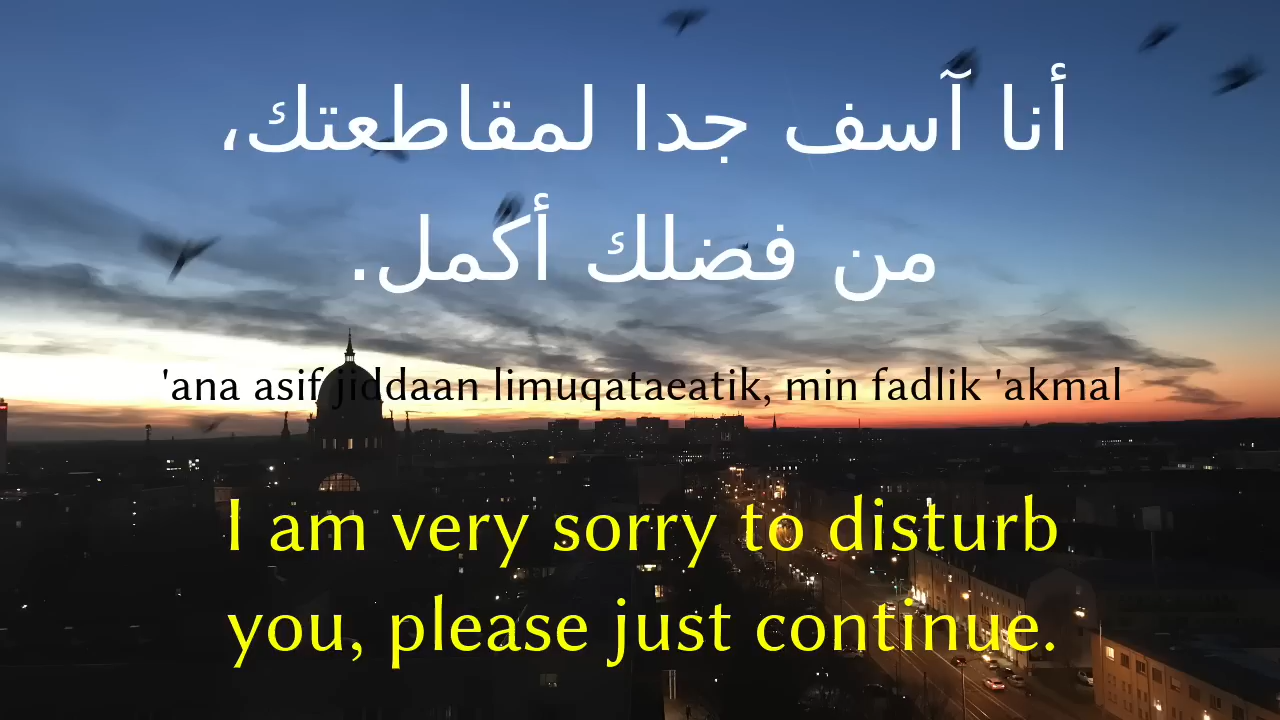 أنا آسف جدا لمقاطعتك،
من فضلك أكمل.
'ana asif jiddaan limuqataeatik, min fadlik 'akmal
I am very sorry to disturb
you, please just continue.